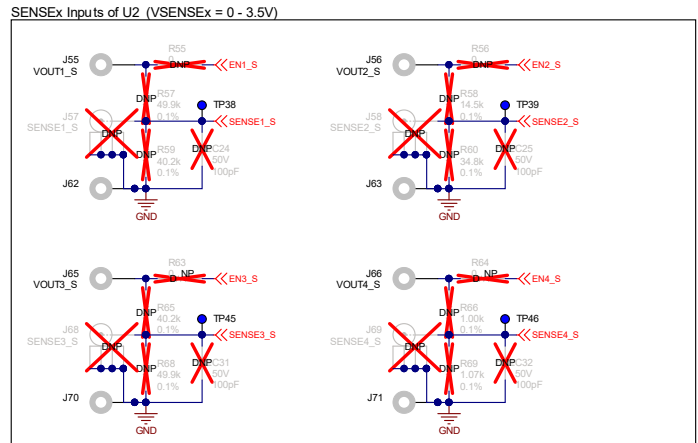 SENSEx Inputs of U2 (VSENSEx = 0 - 3.5V)
J55
VOUT1_S
R55
DNP
EN1_S
DNP
R57
49.9k
0.1%
TP38
J57
SENSE1_S
DNP
SENSE1_S
DNP
R59
40.2k
0.1%
DNP
C24
50V
100pF
J62
GND
J56
VOUT2_S
R56
DNP
EN2_S
DNP
R58
14.5k
0.1%
TP39
J58
SENSE2_S
DNP
SENSE2_S
DNP
R60
34.8k
0.1%
DNP
C25
50V
100pF
J63
GND
J65
VOUT3_S
R63
D NP
EN3_S
DNP
R65
40.2k
0.1%
TP45
J68
SENSE3_S
DNP
SENSE3_S
DNP
R68
49.9k
0.1%
DNP
C31
50V
100pF
J70
GND
J66
VOUT4_S
R64
D NP
EN4_S
DNP
R66
1.00k
0.1%
TP46
J69
SENSE4_S
DNP
SENSE4_S
DNP
R69
1.07k
0.1%
DNP
C32
50V
100pF
J71
GND